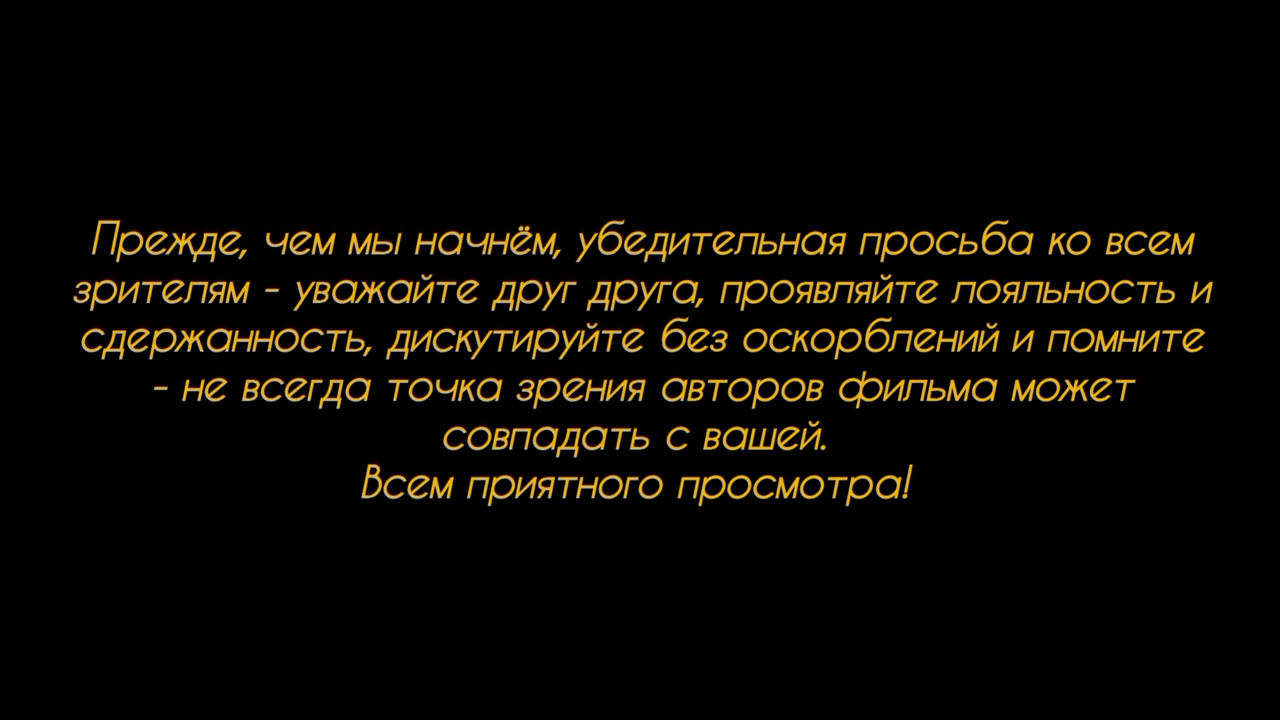 Прежде, чем мы начнём, убедительная просьба ко всем
зрителям - уважайте друг друга, проявляйте лояльность и
сдержанность, дискутируйте без оскорблений и помните
- не всегда точка зрения авторов фильма может
совпадать с вашей.
Всем приятного просмотра!